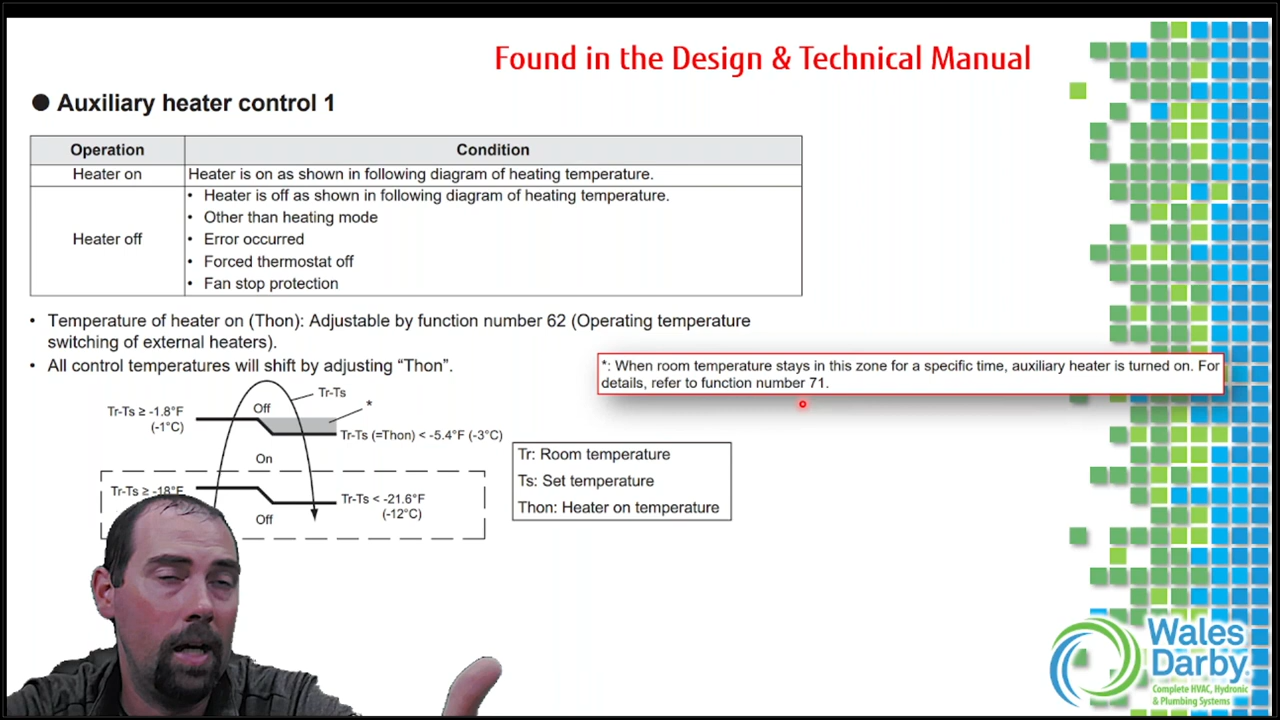 Found in the Design & Technical Manual
● Auxiliary heater control 1
Operation Condition
Heater on Heater is on as shown in following diagram of heating temperature.
Heater off
• Heater is off as shown in following diagram of heating temperature.
• Other than heating mode
• Error occurred
• Forced thermostat off
• Fan stop protection
• Temperature of heater on (Thon): Adjustable by function number 62 (Operating temperature
switching of external heaters).
• All control temperatures will shift by adjusting “Thon”.
*: When room temperature stays in this zone for a specific time, auxiliary heater is turned on. For
details, refer to function number 71.
Tr-Ts
*
Tr-Ts ≥ -1.8°F
(-1°C)
Off
Tr-Ts (=Thon) < -5.4°F (-3°C)
On
Tr-Ts ≥ -18°F
Tr-Ts < -21.6°F
(-12°C)
Off
Tr: Room temperature
Ts: Set temperature
Thon: Heater on temperature
Wales
Darby
Complete HVAC, Hydronic
& Plumbing Systems